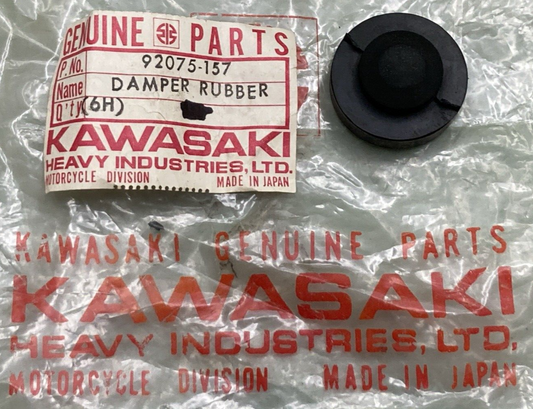 GENUINE PARTS
P. No. 92075-157
Name DAMPER RUBBER
Q'ty (6H)
KAWASAKI
HEAVY INDUSTRIES, LTD.
MOTORCYCLE DIVISION MADE IN JAPAN
KAWASAKI GENUINE PARTS
KAWASAKI
HEAVY INDUSTRIES, LTD.
MOTORCYCLE DIVISION MADE IN JAPAN